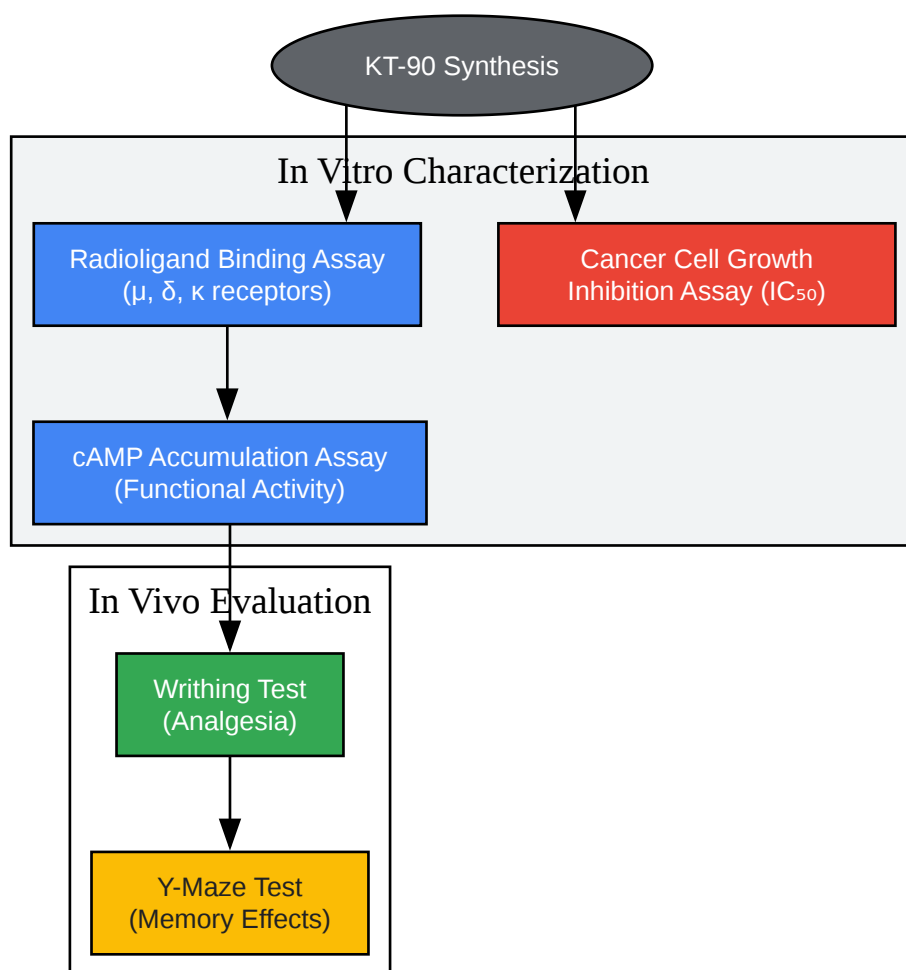 KT-90 Synthesis
In Vitro Characterization
Radioligand Binding Assay
(μ, δ, κ receptors)
Cancer Cell Growth
Inhibition Assay (IC₅₀)
cAMP Accumulation Assay
(Functional Activity)
In Vivo Evaluation
Writhing Test
(Analgesia)
Y-Maze Test
(Memory Effects)